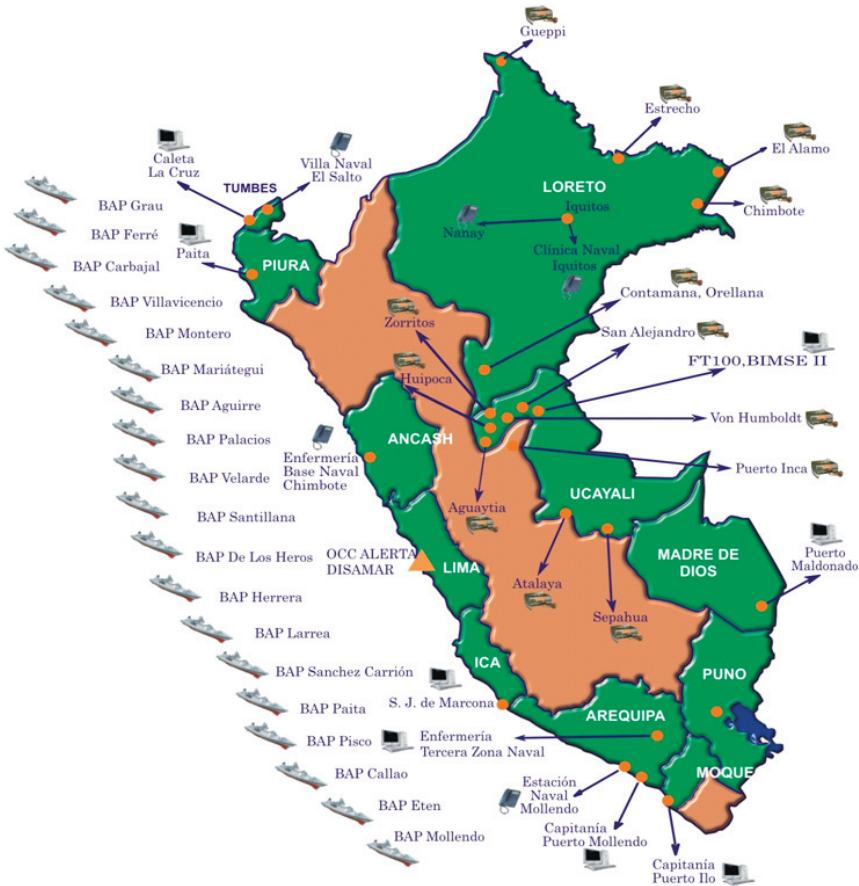 Gueppi
Estrecho
El Alamo
Caleta
La Cruz
Villa Naval
El Salto
TUMBES
LORETO
BAP Grau
Iquitos
Chimbote
BAP Ferré
Nanay
Paita
Clínica Naval
Iquitos
BAP Carbajal
PIURA
Contamana, Orellana
BAP Villavicencio
Zorritos
San Alejandro
BAP Montero
FT100,BIMSE II
BAP Mariátegui
Huipoca
BAP Aguirre
Von Humboldt
BAP Palacios
ANCASH
Enfermería
Base Naval
Chimbote
Puerto Inca
BAP Velarde
UCAYALI
Aguaytia
BAP Santillana
BAP De Los Heros
OCC ALERTA
DISAMAR
LIMA
MADRE DE
DIOS
Puerto
Maldonado
Atalaya
BAP Herrera
Sepahua
BAP Larrea
ICA
BAP Sanchez Carrión
PUNO
S. J. de Marcona
BAP Paita
AREQUIPA
BAP Pisco
Enfermería
Tercera Zona Naval
BAP Callao
MOQUE
Estación
Naval
Mollendo
BAP Eten
Capitanía
Puerto Mollendo
BAP Mollendo
Capitanía
Puerto Ilo